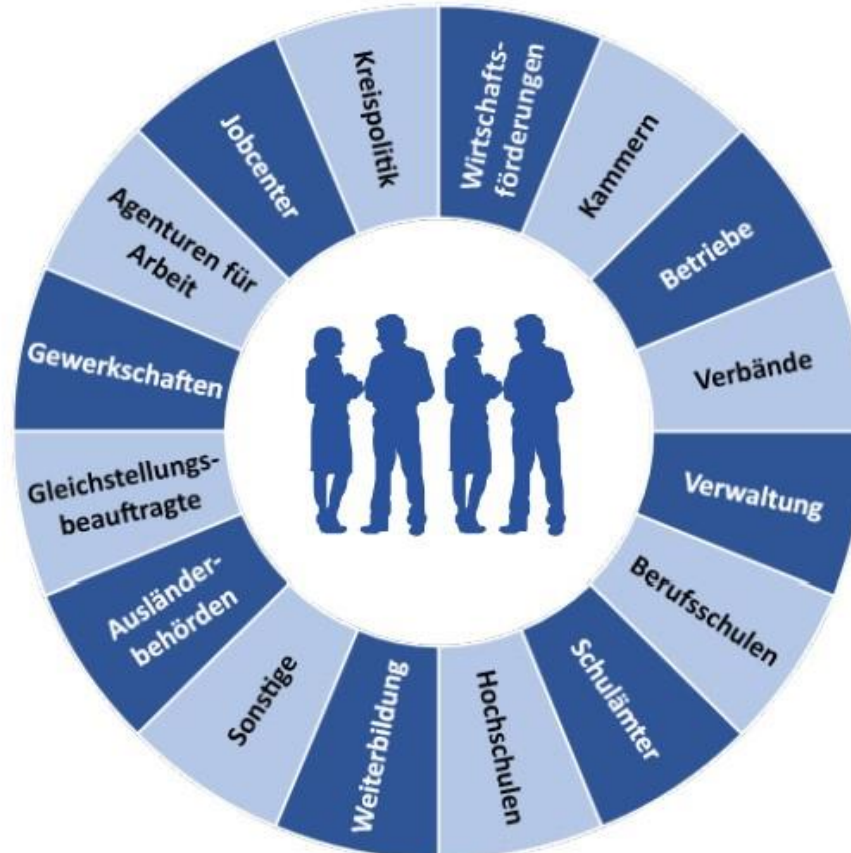 Wirtschafts-
förderungen
Kammern
Betriebe
Verbände
Verwaltung
Berufsschulen
Schulämter
Hochschulen
Weiterbildung
Sonstige
Ausländer-
behörden
Gleichstellungs-
beauftragte
Gewerkschaften
Agenturen für
Arbeit
Jobcenter
Kreispolitik